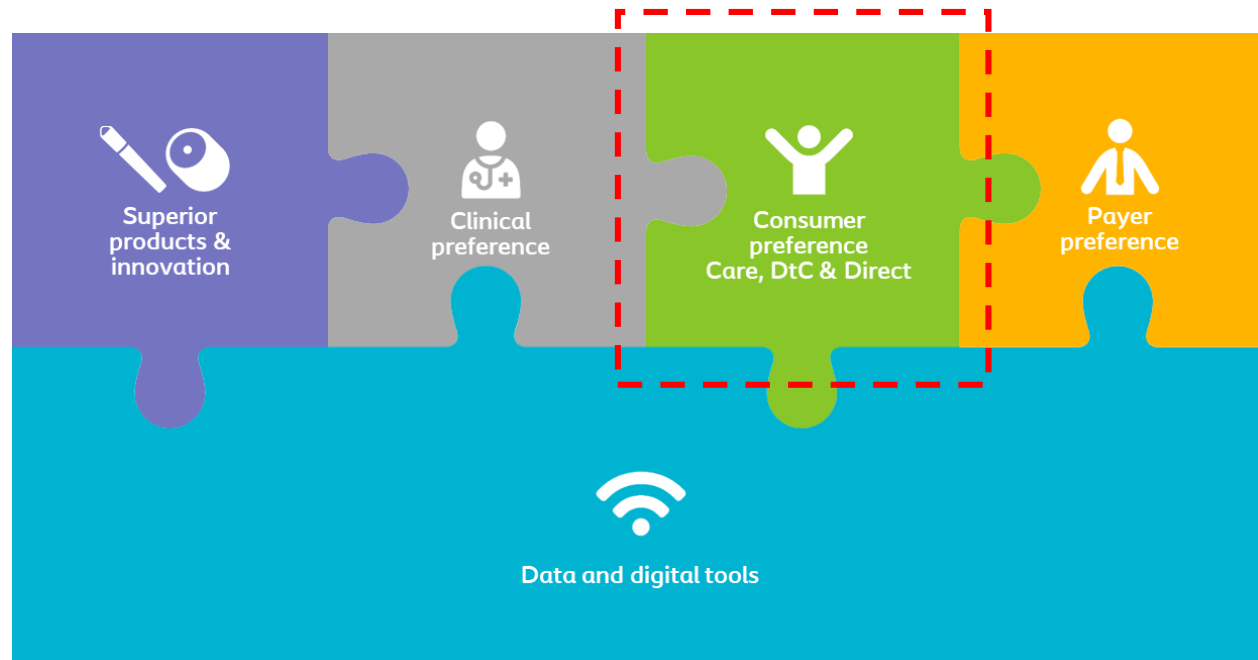 Superior
products &
innovation
Clinical
preference
Consumer
preference
Care, DtC & Direct
Payer
preference
Data and digital tools